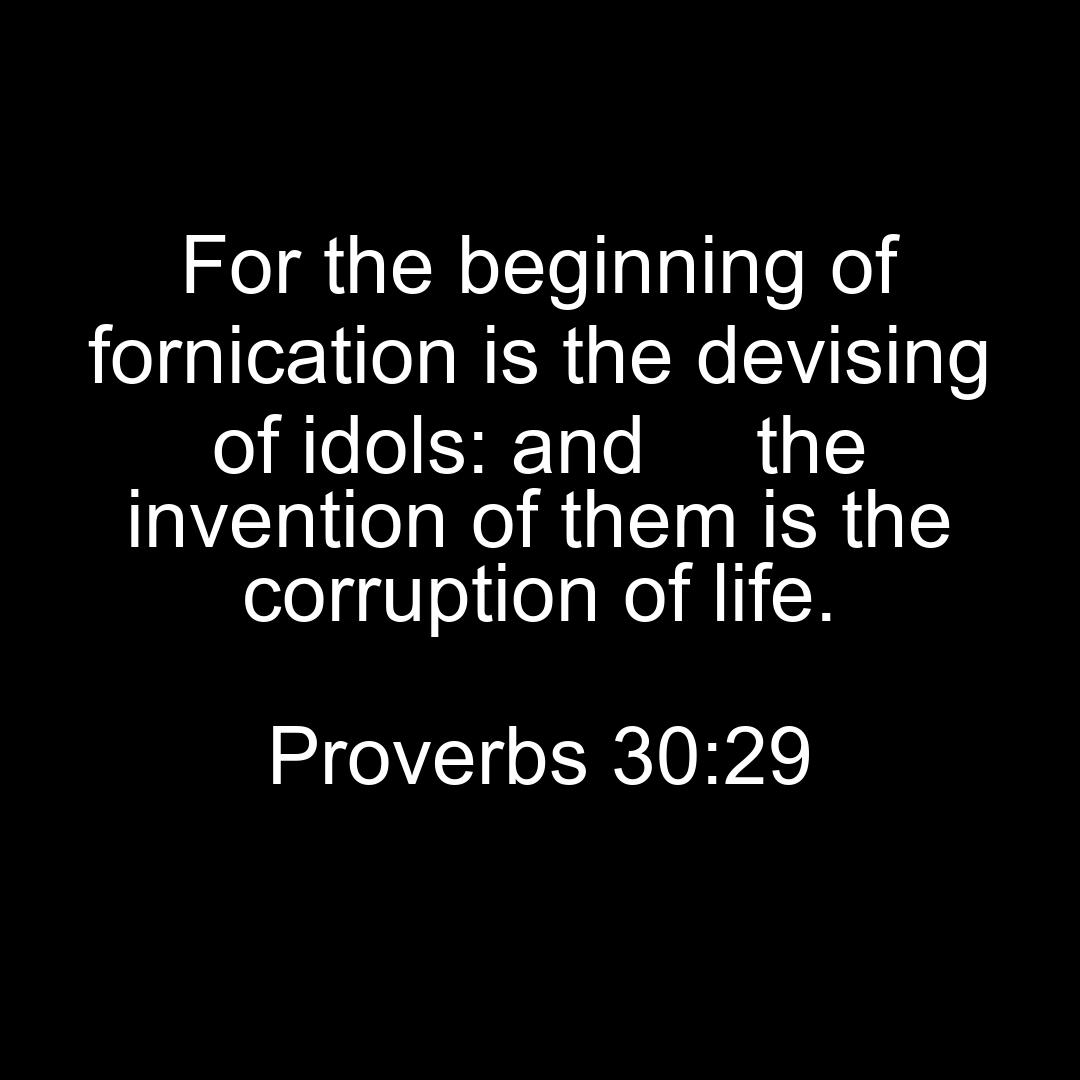 For the beginning of
fornication is the devising
of idols: and the
invention of them is the
corruption of life.
Proverbs 30:29